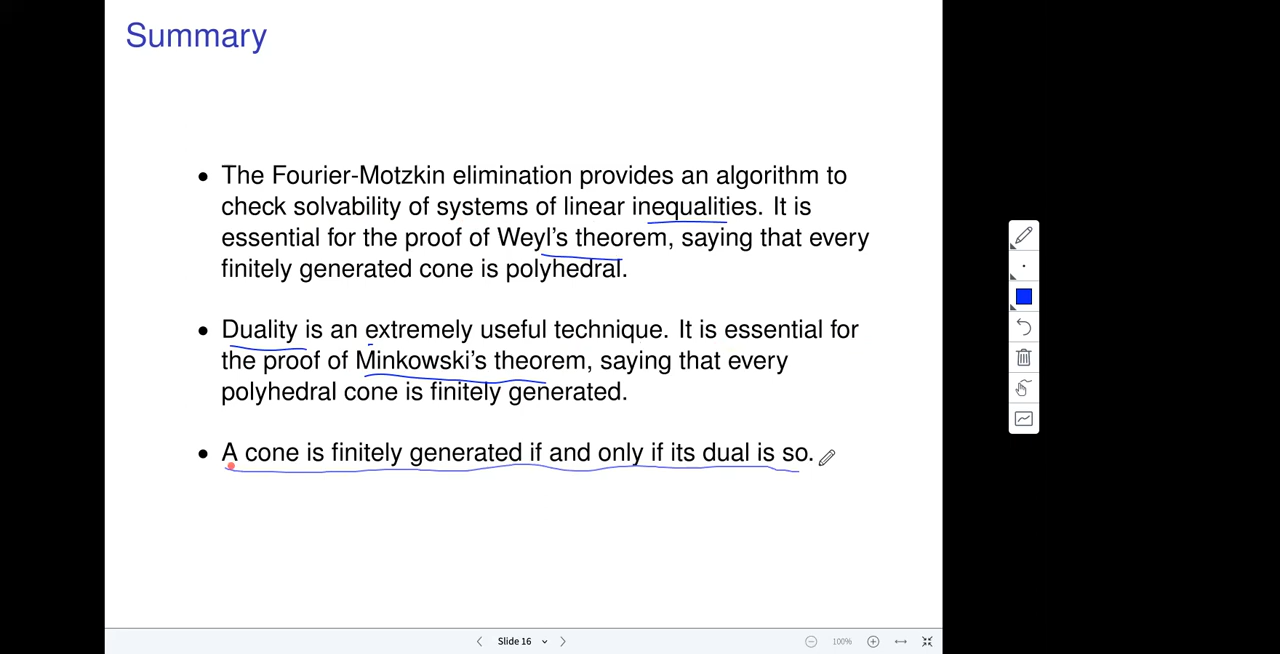 Summary
• The Fourier-Motzkin elimination provides an algorithm to
check solvability of systems of linear inequalities. It is
essential for the proof of Weyl's theorem, saying that every
finitely generated cone is polyhedral.
• Duality is an extremely useful technique. It is essential for
the proof of Minkowski's theorem, saying that every
polyhedral cone is finitely generated.
• A cone is finitely generated if and only if its dual is so.
Slide 16
100%